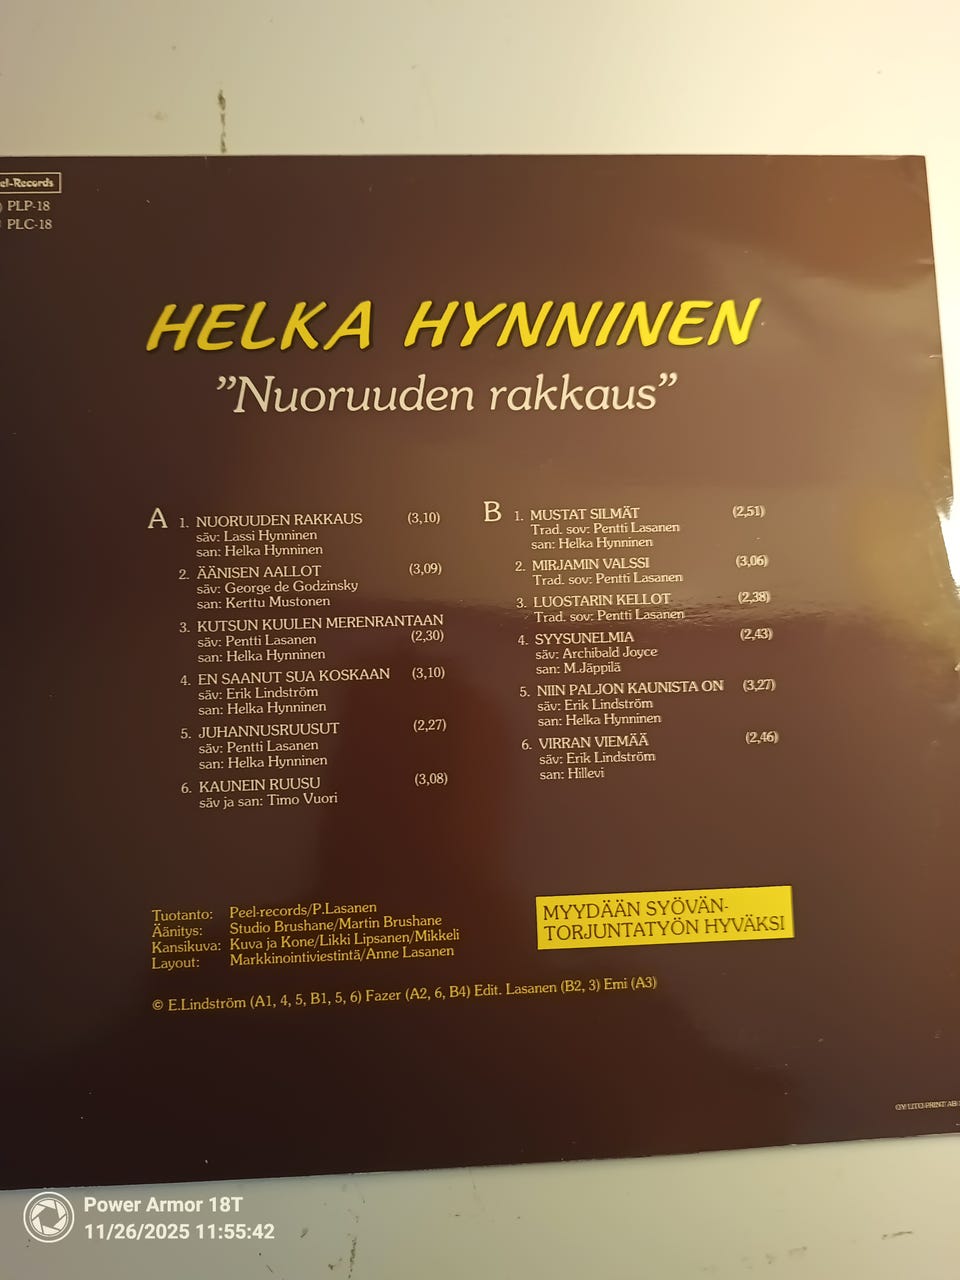 el-Records
) PLP-18
PLC-18
HELKA HYNNINEN
”Nuoruuden rakkaus”
A 1. NUORUUDEN RAKKAUS (3,10)
säv: Lassi Hynninen
san: Helka Hynninen
2. ÄÄNISEN AALLOT (3,09)
säv: George de Godzinsky
san: Kerttu Mustonen
3. KUTSUN KUULEN MERENRANTAAN
säv: Pentti Lasanen (2,30)
san: Helka Hynninen
4. EN SAANUT SUA KOSKAAN (3,10)
säv: Erik Lindström
san: Helka Hynninen
5. JUHANNUSRUUSUT (2,27)
säv: Pentti Lasanen
san: Helka Hynninen
6. KAUNEIN RUUSU (3,08)
säv ja san: Timo Vuori
B 1. MUSTAT SILMÄT (2,51)
Trad. sov: Pentti Lasanen
san: Helka Hynninen
2. MIRJAMIN VALSSI (3,06)
Trad. sov: Pentti Lasanen
3. LUOSTARIN KELLOT (2,38)
Trad. sov: Pentti Lasanen
4. SYYSUNELMIA (2,43)
säv: Archibald Joyce
san: M.Jäppilä
5. NIIN PALJON KAUNISTA ON (3,27)
säv: Erik Lindström
san: Helka Hynninen
6. VIRRAN VIEMÄÄ (2,46)
säv: Erik Lindström
san: Hillevi
Tuotanto: Peel-records/P.Lasanen
Äänitys: Studio Brushane/Martin Brushane
Kansikuva: Kuva ja Kone/Likki Lipsanen/Mikkeli
Layout: Markkinointiviestintä/Anne Lasanen
MYYDÄÄN SYÖVÄN-
TORJUNTATYÖN HYVÄKSI
© E.Lindström (A1, 4, 5, B1, 5, 6) Fazer (A2, 6, B4) Edit. Lasanen (B2, 3) Emi (A3)
OY LITO PRINT AB
Power Armor 18T
11/26/2025 11:55:42